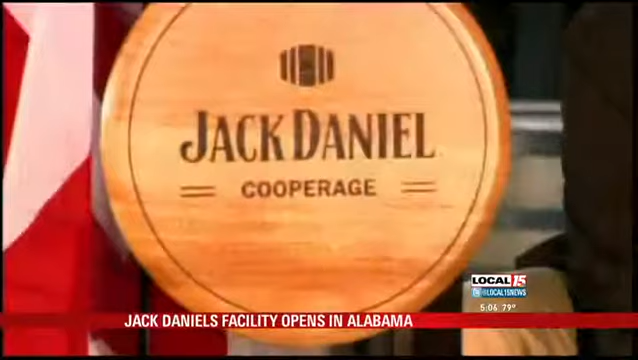 JACK DANIEL
COOPERAGE
LOCAL 15
@LOCAL15NEWS
5:06 79°
JACK DANIELS FACILITY OPENS IN ALABAMA